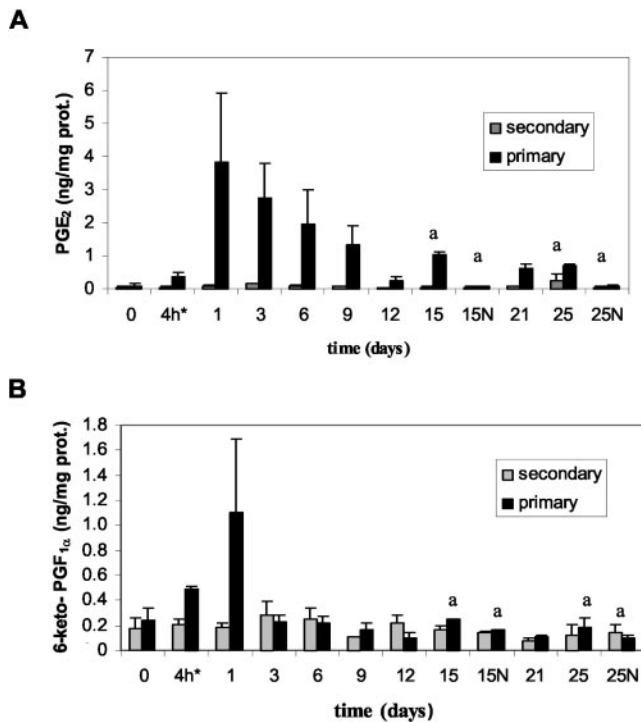 A
PGE₂ (ng/mg prot.)
7
6
5
4
3
2
1
0
secondary
primary
a a a a
0 4h* 1 3 6 9 12 15 15N 21 25 25N
time (days)
B
6-keto- PGF₁α (ng/mg prot.)
1.8
1.6
1.4
1.2
1.0
0.8
0.6
0.4
0.2
0
secondary
primary
a a a a
0 4h* 1 3 6 9 12 15 15N 21 25 25N
time (days)